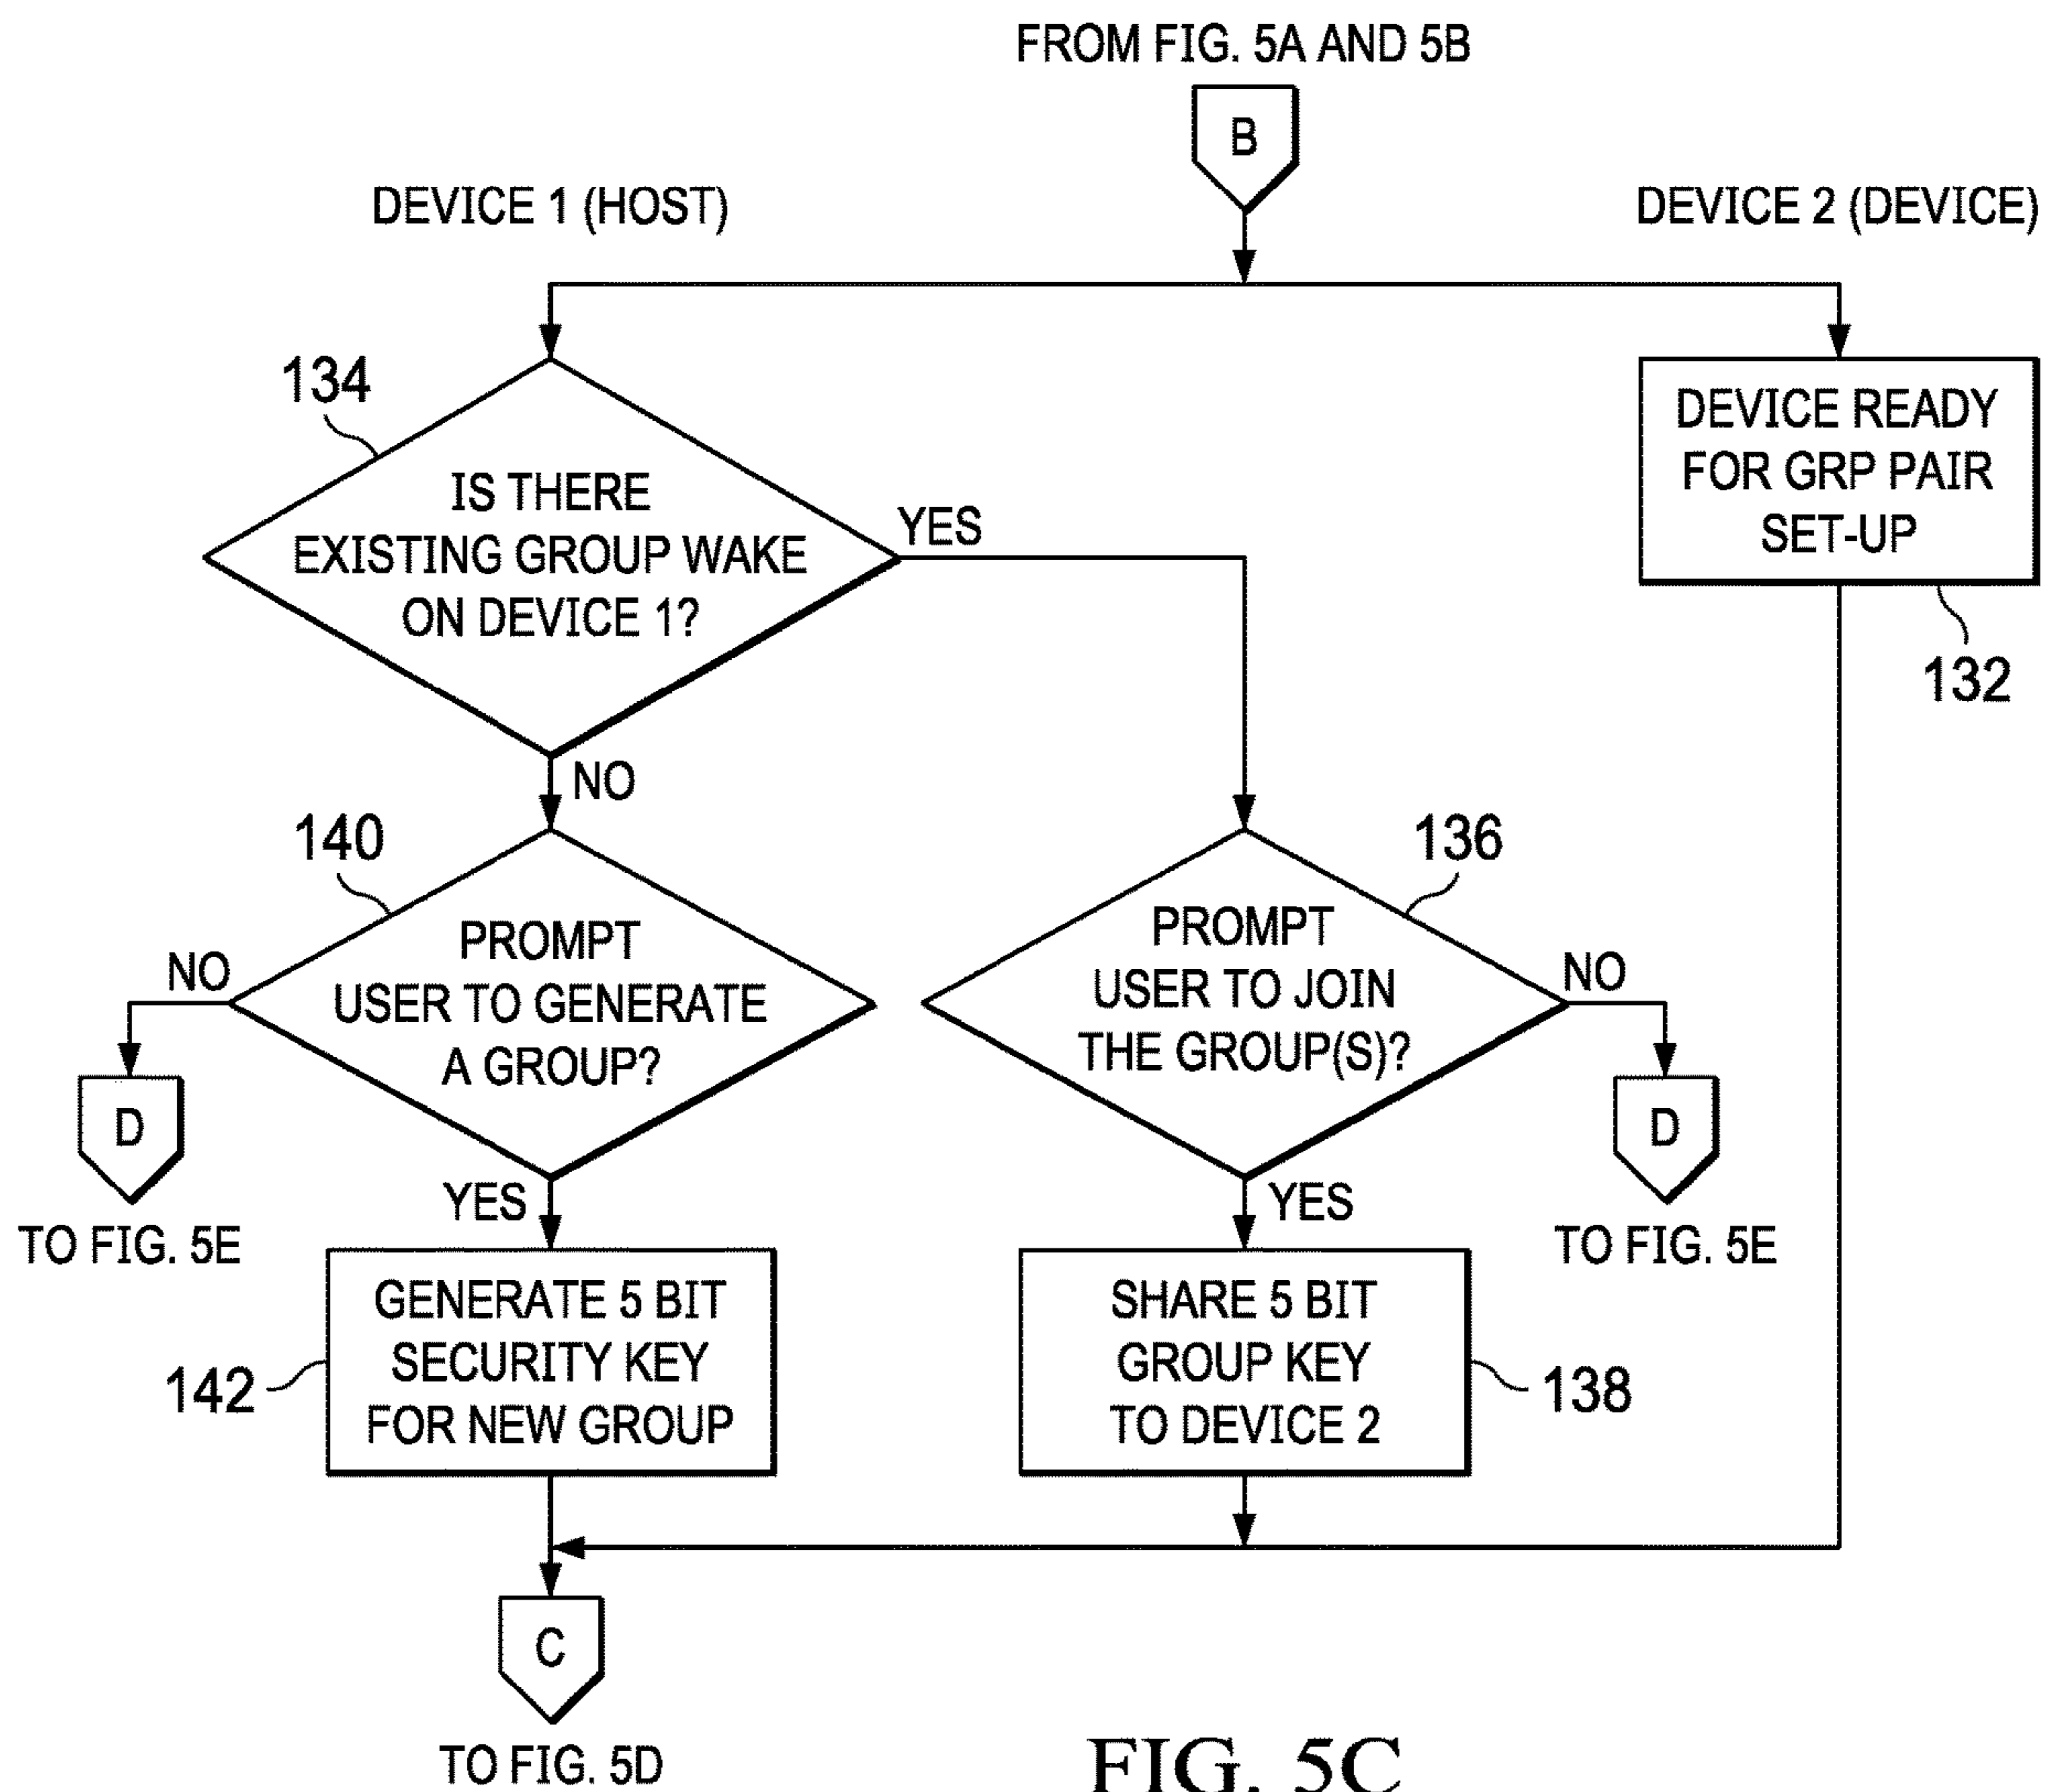 FROM FIG. 5A AND 5B
B
DEVICE 1 (HOST)
DEVICE 2 (DEVICE)
134
IS THERE
EXISTING GROUP WAKE
ON DEVICE 1?
YES
NO
DEVICE READY
FOR GRP PAIR
SET-UP
132
140
PROMPT
USER TO GENERATE
A GROUP?
NO
D
TO FIG. 5E
YES
136
PROMPT
USER TO JOIN
THE GROUP(S)?
NO
D
TO FIG. 5E
YES
GENERATE 5 BIT
SECURITY KEY
FOR NEW GROUP
142
SHARE 5 BIT
GROUP KEY
TO DEVICE 2
138
C
TO FIG. 5D
FIG. 5C